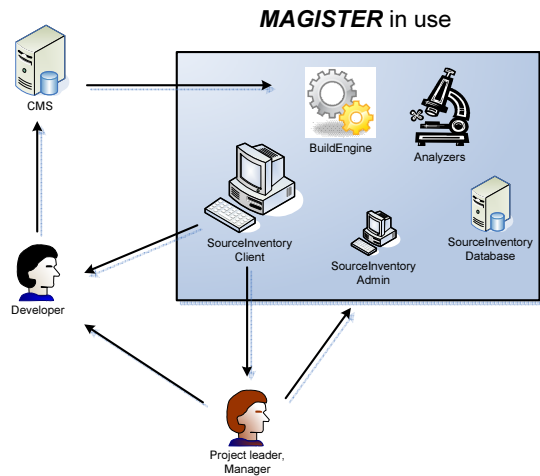 MAGISTER in use
CMS
BuildEngine
Analyzers
SourceInventory
Client
SourceInventory
Admin
SourceInventory
Database
Developer
Project leader,
Manager